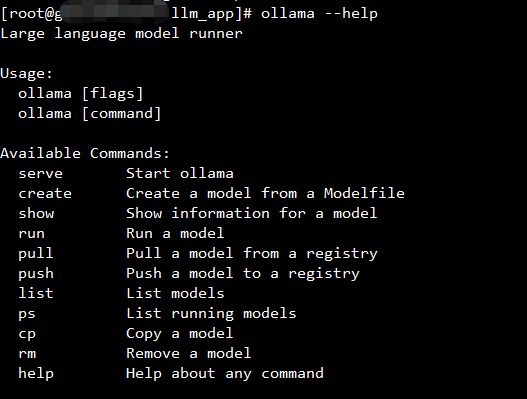 [root@g llm_app]# ollama --help
Large language model runner
Usage:
  ollama [flags]
  ollama [command]
Available Commands:
  serve       Start ollama
  create      Create a model from a Modelfile
  show        Show information for a model
  run         Run a model
  pull        Pull a model from a registry
  push        Push a model to a registry
  list        List models
  ps          List running models
  cp          Copy a model
  rm          Remove a model
  help        Help about any command